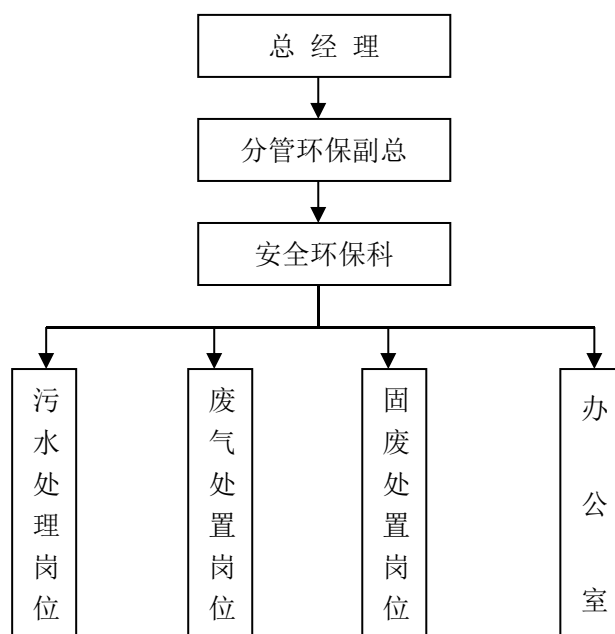 总经理
分管环保副总
安全环保科
污水处理岗位
废气处置岗位
固废处置岗位
办公室